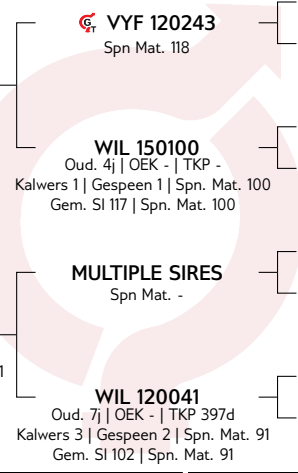 GT VYF 120243
Spn Mat. 118
WIL 150100
Oud. 4j | OEK - | TKP -
Kalwers 1 | Gespeen 1 | Spn. Mat. 100
Gem. SI 117 | Spn. Mat. 100
MULTIPLE SIRES
Spn Mat. -
1
WIL 120041
Oud. 7j | OEK - | TKP 397d
Kalwers 3 | Gespeen 2 | Spn. Mat. 91
Gem. SI 102 | Spn. Mat. 91